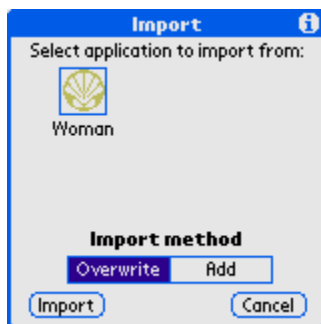 Import
Select application to import from:
Woman
Import method
Overwrite Add
Import Cancel